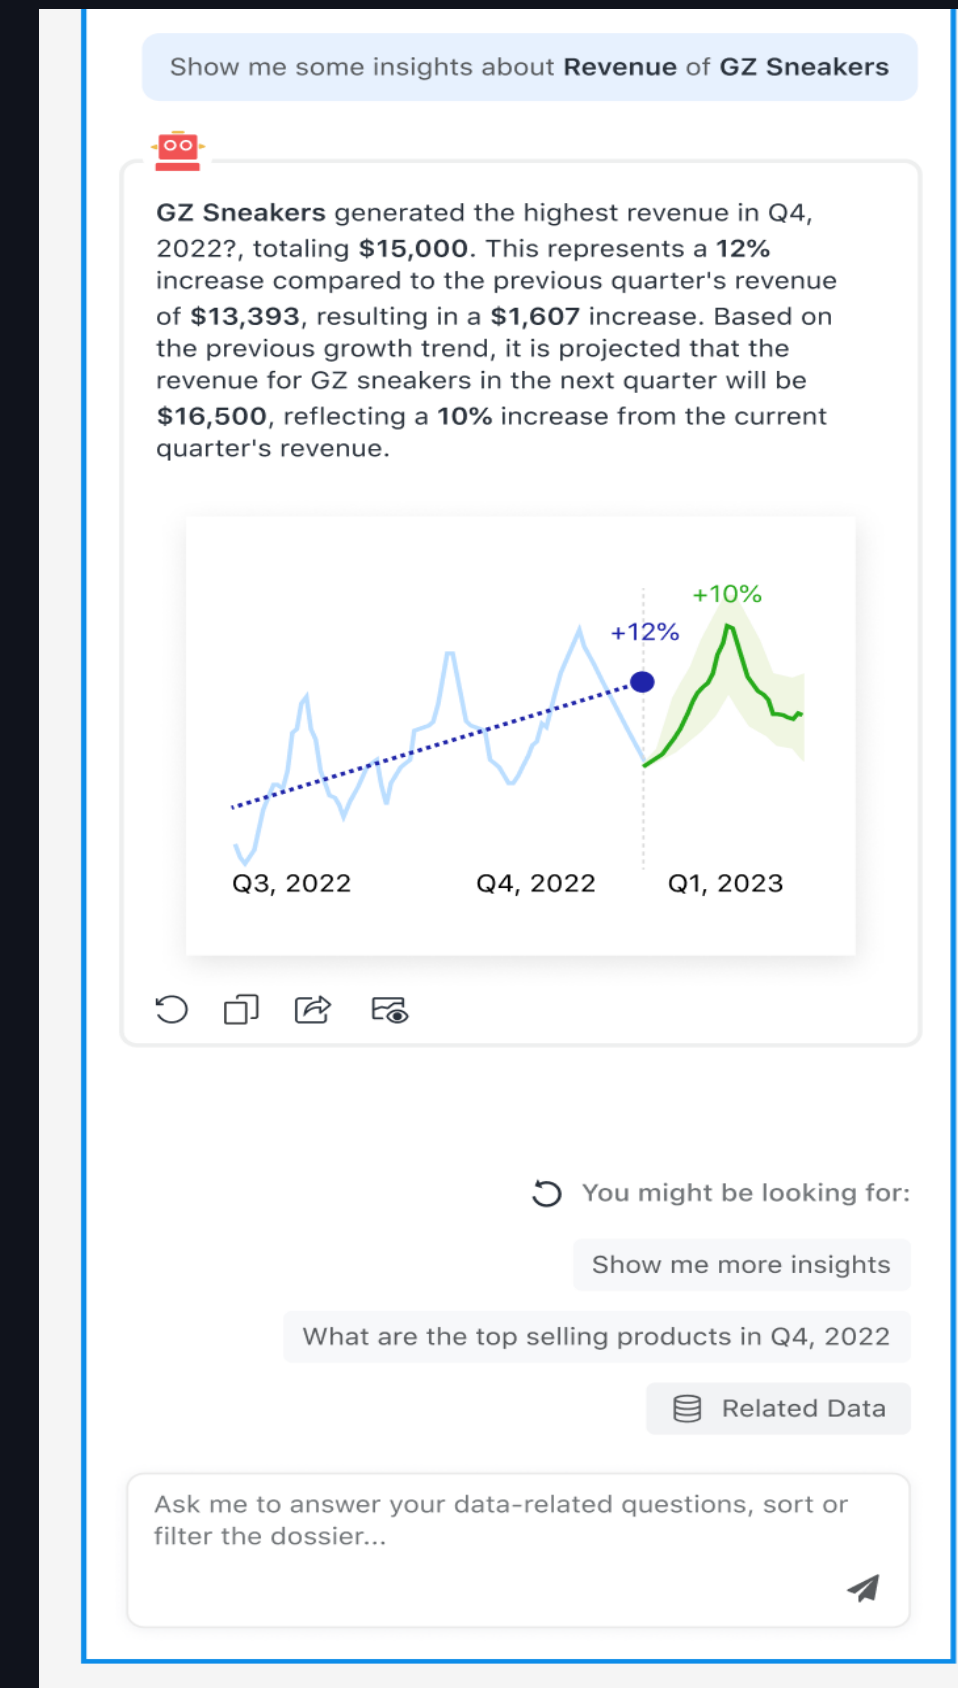 Show me some insights about Revenue of GZ Sneakers
GZ Sneakers generated the highest revenue in Q4,
2022?, totaling $15,000. This represents a 12%
increase compared to the previous quarter's revenue
of $13,393, resulting in a $1,607 increase. Based on
the previous growth trend, it is projected that the
revenue for GZ sneakers in the next quarter will be
$16,500, reflecting a 10% increase from the current
quarter's revenue.
+10%
+12%
Q3, 2022
Q4, 2022
Q1, 2023
You might be looking for:
Show me more insights
What are the top selling products in Q4, 2022
Related Data
Ask me to answer your data-related questions, sort or
filter the dossier...